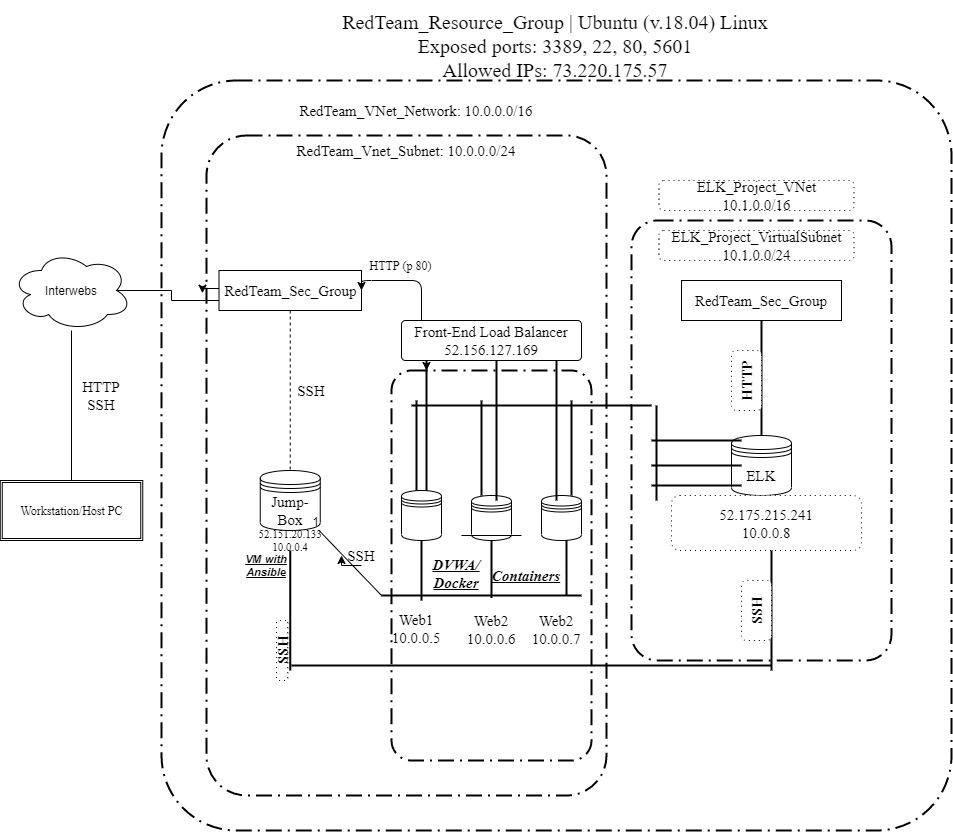 RedTeam_Resource_Group | Ubuntu (v.18.04) Linux
Exposed ports: 3389, 22, 80, 5601
Allowed IPs: 73.220.175.57
RedTeam_VNet_Network: 10.0.0.0/16
RedTeam_Vnet_Subnet: 10.0.0.0/24
ELK_Project_VNet
10.1.0.0/16
ELK_Project_VirtualSubnet
10.1.0.0/24
Interwebs
RedTeam_Sec_Group
HTTP (p 80)
RedTeam_Sec_Group
Front-End Load Balancer
52.156.127.169
HTTP
SSH
SSH
HTTP
Workstation/Host PC
Jump-
Box
1
52.151.20.133
10.0.0.4
VM with
Ansible
SSH
DVWA/
Docker
Containers
ELK
52.175.215.241
10.0.0.8
Web1
10.0.0.5
Web2
10.0.0.6
Web2
10.0.0.7
SSH
SSH